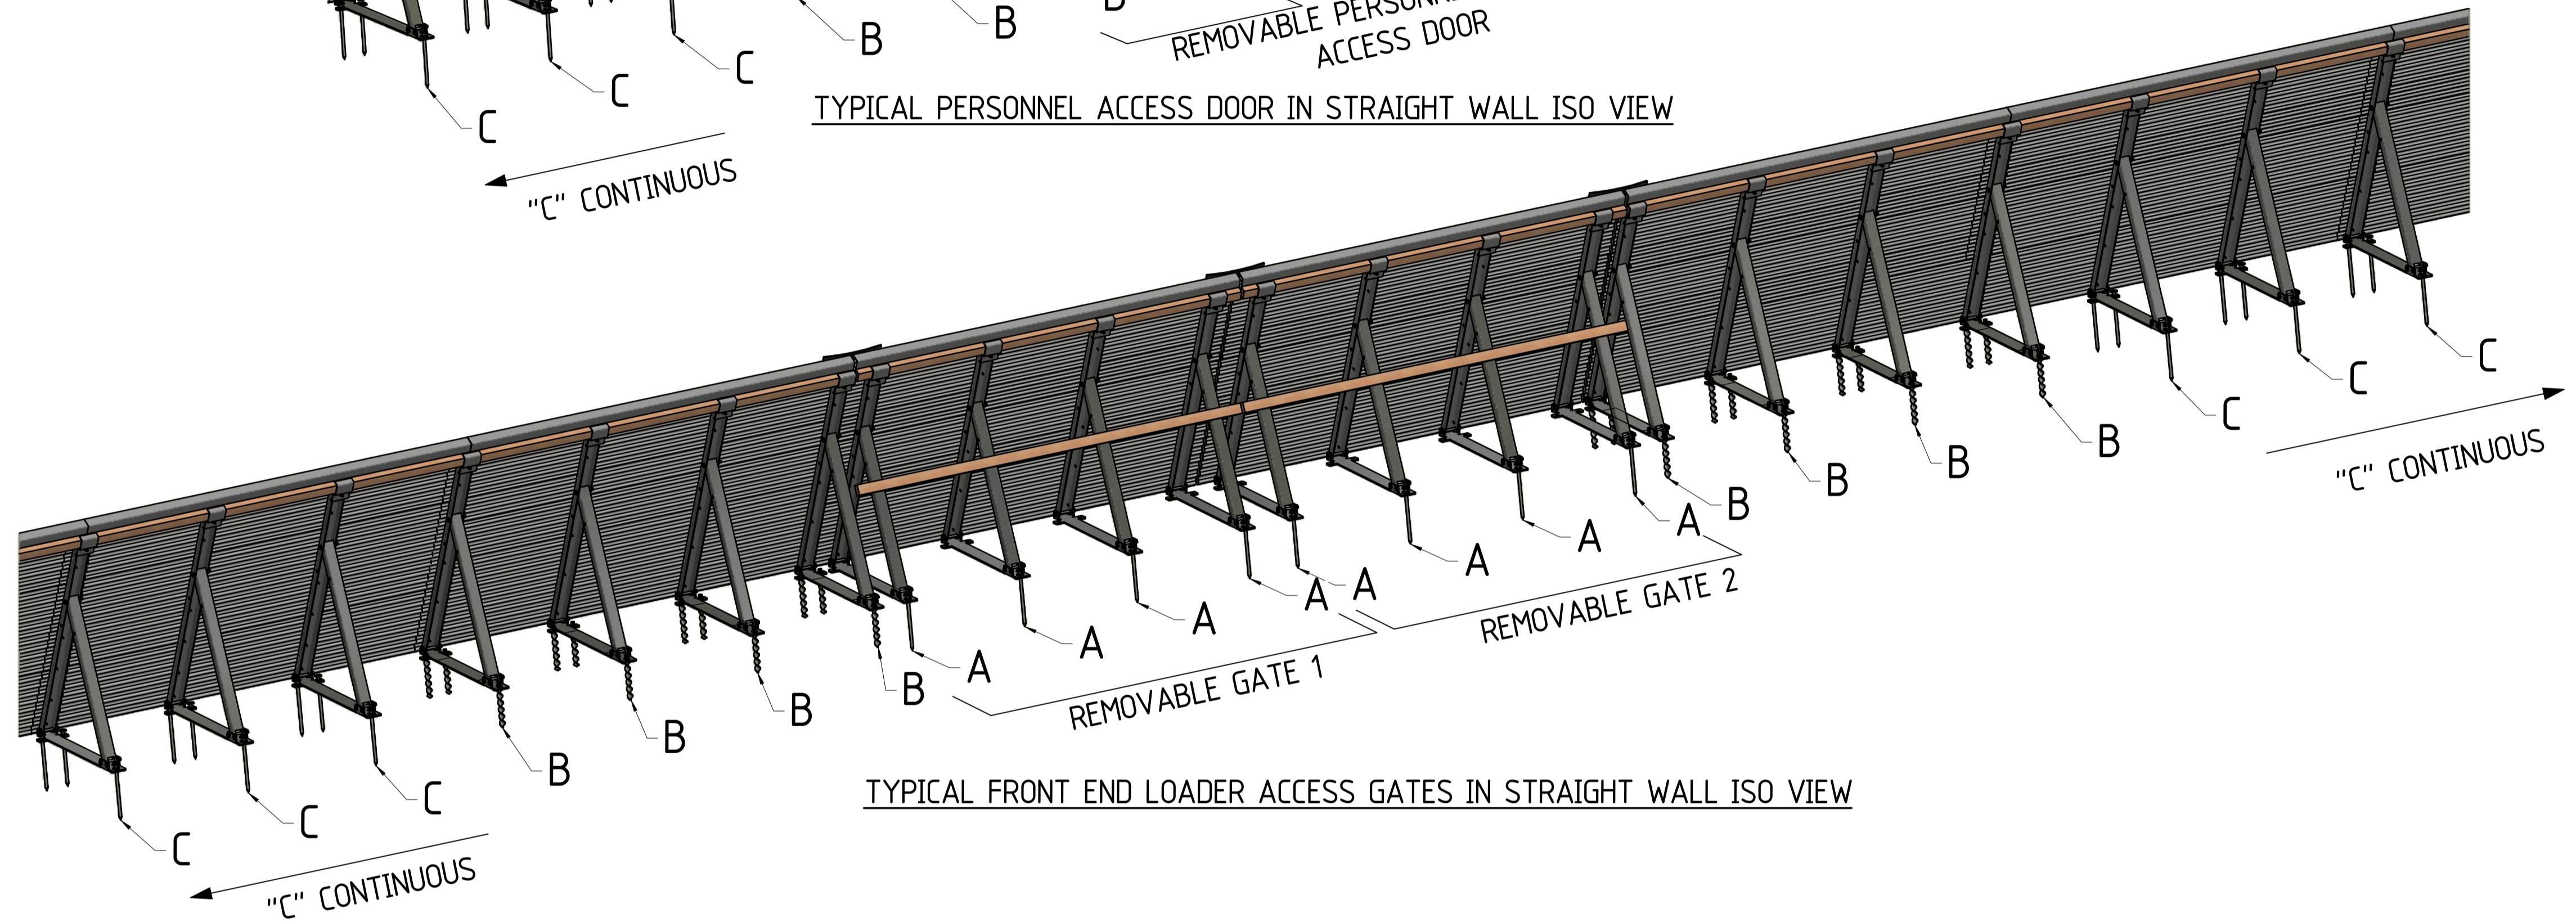 B
B
B
C
C
C
REMOVABLE
ACCESS DOOR
TYPICAL PERSONNEL ACCESS DOOR IN STRAIGHT WALL ISO VIEW
"C" CONTINUOUS
C
C
C
B
B
B
B
A
A
A
A
A
A
A
A
B
B
B
B
C
C
C
"C" CONTINUOUS
REMOVABLE GATE 2
REMOVABLE GATE 1
TYPICAL FRONT END LOADER ACCESS GATES IN STRAIGHT WALL ISO VIEW
"C" CONTINUOUS